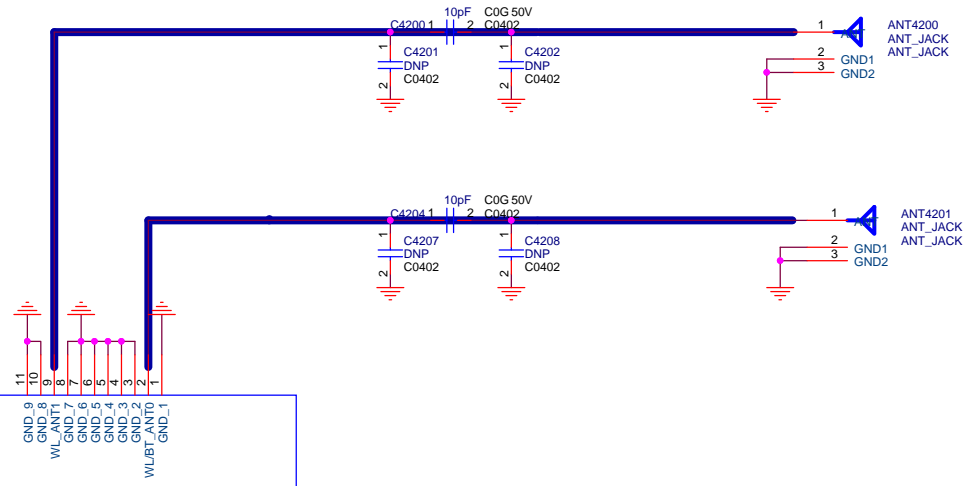 10pF C0G 50V
C4200 1 2 C0402
1 C4201
DNP
2 C0402
1 C4202
DNP
2 C0402
1 ANT4200
ANT_JACK
2 ANT_JACK
GND1
3 GND2
10pF C0G 50V
C4204 1 2 C0402
1 C4207
DNP
2 C0402
1 C4208
DNP
2 C0402
1 ANT4201
ANT_JACK
2 ANT_JACK
GND1
3 GND2
11 10 9 8 7 6 5 4 3 2 1
GND_9
GND_8
WL_ANT1
GND_7
GND_6
GND_5
GND_4
GND_3
GND_2
WL/BT_ANT0
GND_1